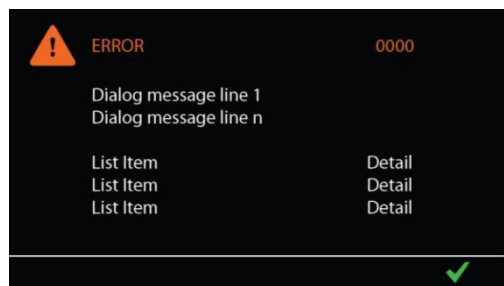 ERROR 0000
Dialog message line 1
Dialog message line n
List Item Detail
List Item Detail
List Item Detail